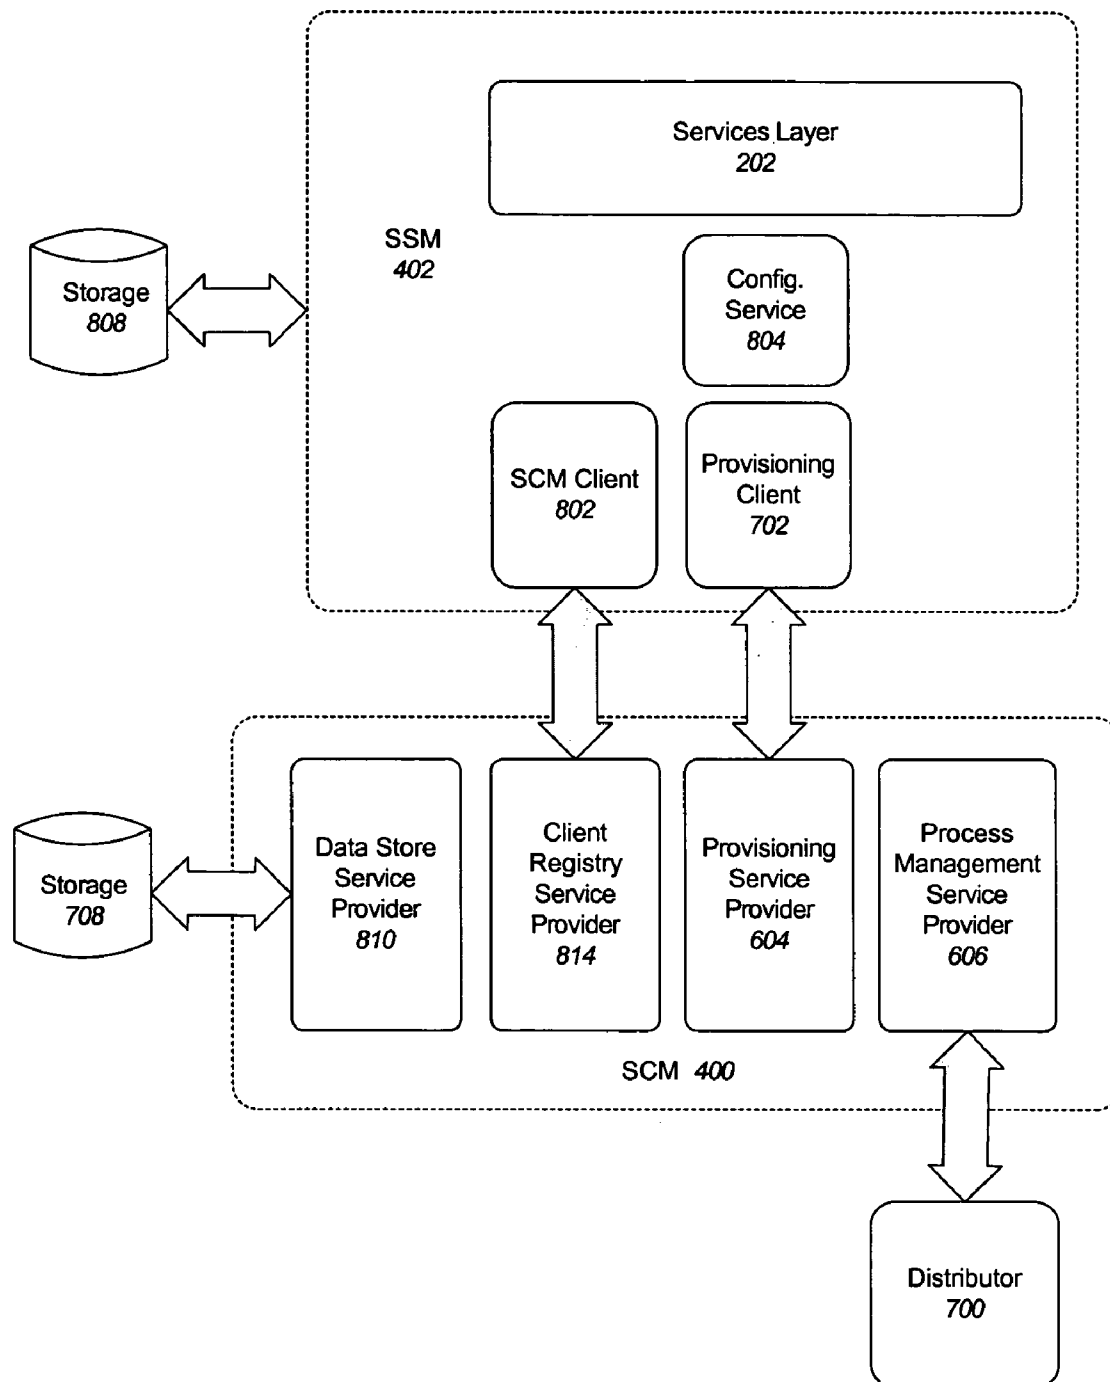 Services Layer
202
SSM
402
Storage
808
Config.
Service
804
SCM Client
802
Provisioning
Client
702
Storage
708
Data Store
Service
Provider
810
Client
Registry
Service
Provider
814
Provisioning
Service
Provider
604
Process
Management
Service
Provider
606
SCM 400
Distributor
700